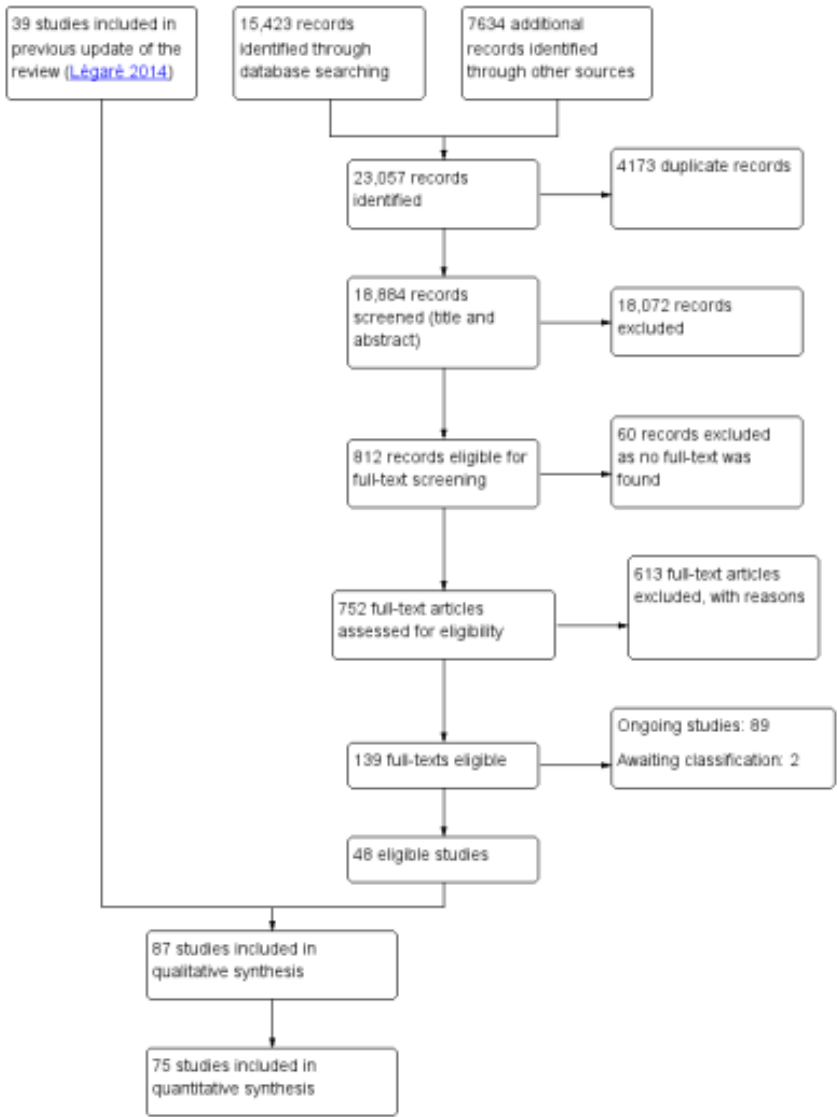 39 studies included in
previous update of the
review (Légaré 2014)
15,423 records
identified through
database searching
7634 additional
records identified
through other sources
23,057 records
identified
4173 duplicate records
18,884 records
screened (title and
abstract)
18,072 records
excluded
812 records eligible for
full-text screening
60 records excluded
as no full-text was
found
752 full-text articles
assessed for eligibility
613 full-text articles
excluded, with reasons
139 full-texts eligible
Ongoing studies: 89
Awaiting classification: 2
48 eligible studies
87 studies included in
qualitative synthesis
75 studies included in
quantitative synthesis